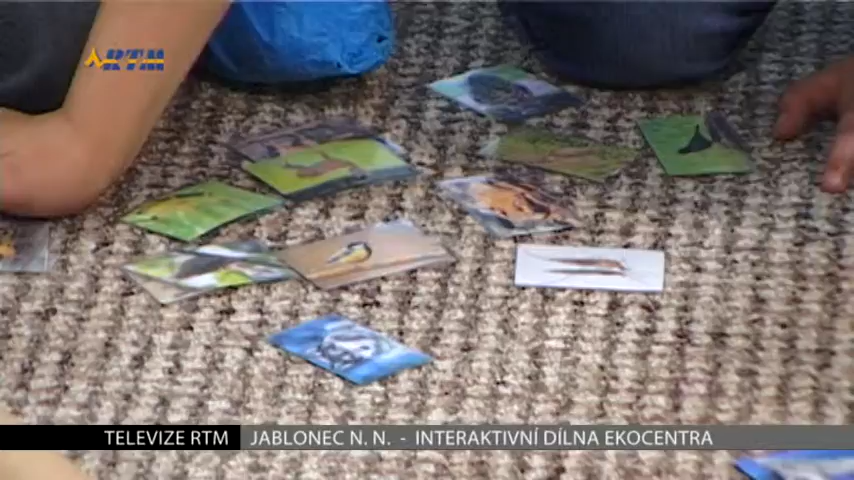 RTM
TELEVIZE RTM JABLONEC N. N. - INTERAKTIVNÍ DÍLNA EKOCENTRA